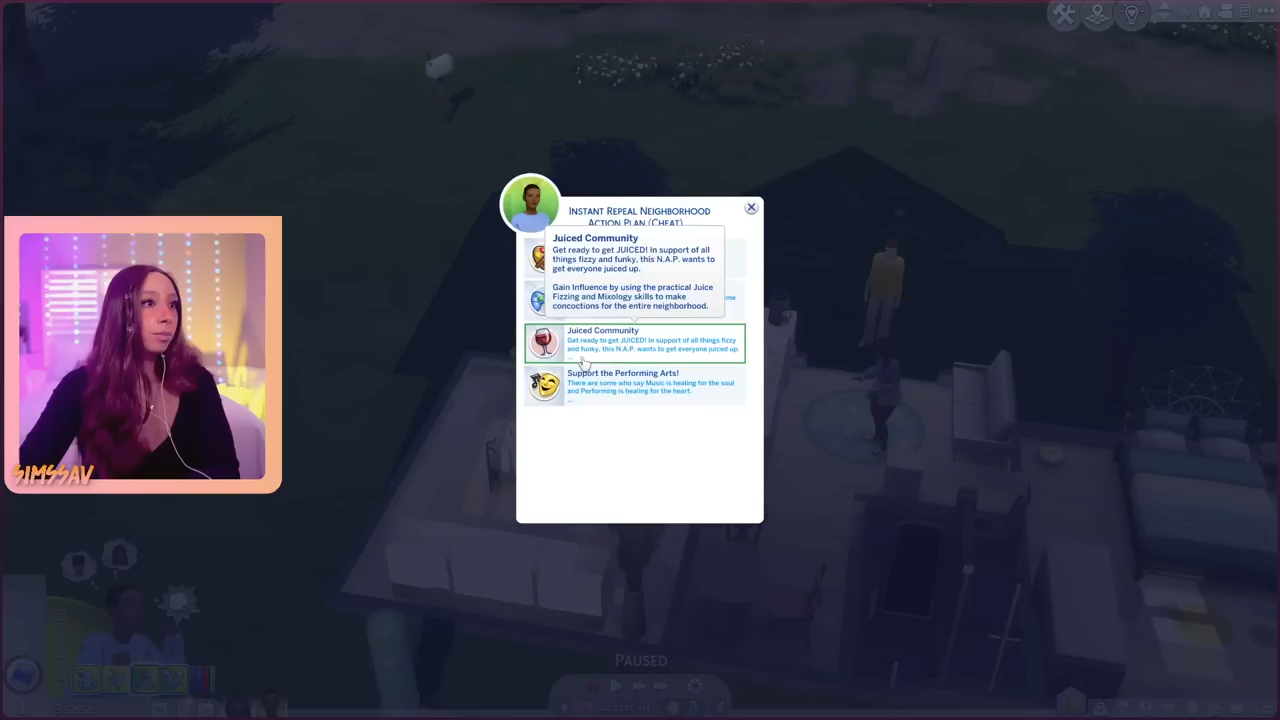 INSTANT REPEAL NEIGHBORHOOD
ACTION PLAN (CHEAT)
Juiced Community
Get ready to get JUICED! In support of all
things fizzy and funky, this N.A.P. wants to
get everyone juiced up.
Gain Influence by using the practical Juice
Fizzing and Mixology skills to make
concoctions for the entire neighborhood.
Juiced Community
Get ready to get JUICED! In support of all things fizzy
and funky, this N.A.P. wants to get everyone juiced up.
...
Support the Performing Arts!
There are some who say Music is healing for the soul
and Performing is healing for the heart.
...
SIMSSAV
PAUSED